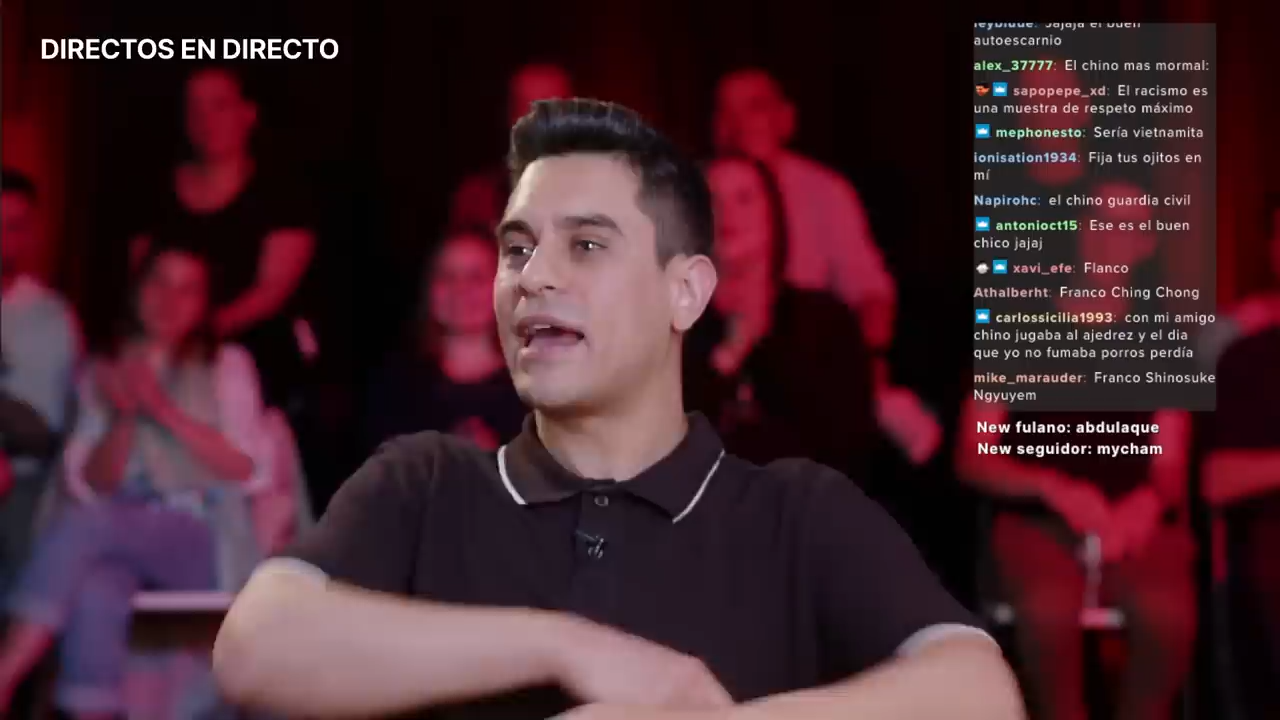 DIRECTOS EN DIRECTO
leyblude: Jajaja el buen
autoescarnio
alex_37777: El chino mas mormal:
sapopepe_xd: El racismo es
una muestra de respeto máximo
mephonesto: Sería vietnamita
ionisation1934: Fija tus ojitos en
mí
Napirohc: el chino guardia civil
antonioct15: Ese es el buen
chico jajaj
xavi_efe: Flanco
Athalberht: Franco Ching Chong
carlossicilia1993: con mi amigo
chino jugaba al ajedrez y el dia
que yo no fumaba porros perdía
mike_marauder: Franco Shinosuke
Ngyuyem
New fulano: abdulaque
New seguidor: mycham